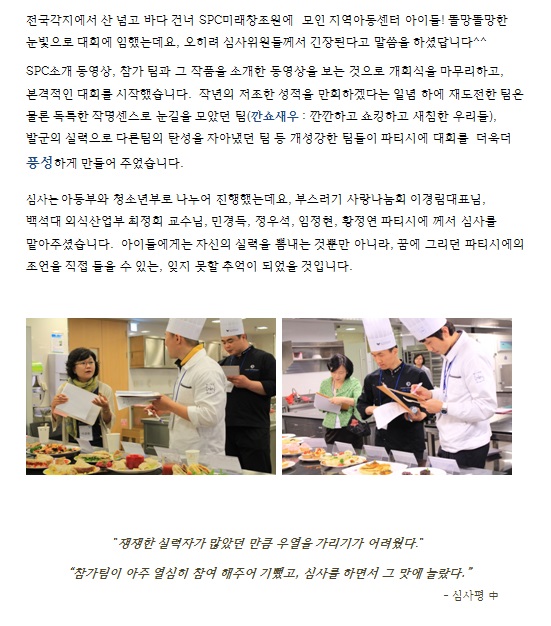 전국각지에서 산 넘고 바다 건너 SPC미래창조원에 모인 지역아동센터 아이들! 똘망똘망한
눈빛으로 대회에 임했는데요, 오히려 심사위원들께서 긴장된다고 말씀을 하셨답니다^^
SPC소개 동영상, 참가 팀과 그 작품을 소개한 동영상을 보는 것으로 개회식을 마무리하고,
본격적인 대회를 시작했습니다. 작년의 저조한 성적을 만회하겠다는 일념 하에 재도전한 팀은
물론 독특한 작명센스로 눈길을 모았던 팀(깐쇼새우 : 깐깐하고 쇼킹하고 새침한 우리들),
발군의 실력으로 다른팀의 탄성을 자아냈던 팀 등 개성강한 팀들이 파티시에 대회를 더욱더
풍성하게 만들어 주었습니다.
심사는 아동부와 청소년부로 나누어 진행했는데요, 부스러기 사랑나눔회 이경림대표님,
백석대 외식산업부 최정희 교수님, 민경득, 정우석, 임정현, 황정연 파티시에 께서 심사를
맡아주셨습니다. 아이들에게는 자신의 실력을 뽐내는 것뿐만 아니라, 꿈에 그리던 파티시에의
조언을 직접 들을 수 있는, 잊지 못할 추억이 되었을 것입니다.
"쟁쟁한 실력자가 많았던 만큼 우열을 가리기가 어려웠다."
"참가팀이 아주 열심히 참여 해주어 기뻤고, 심사를 하면서 그 맛에 놀랐다."
- 심사평 中